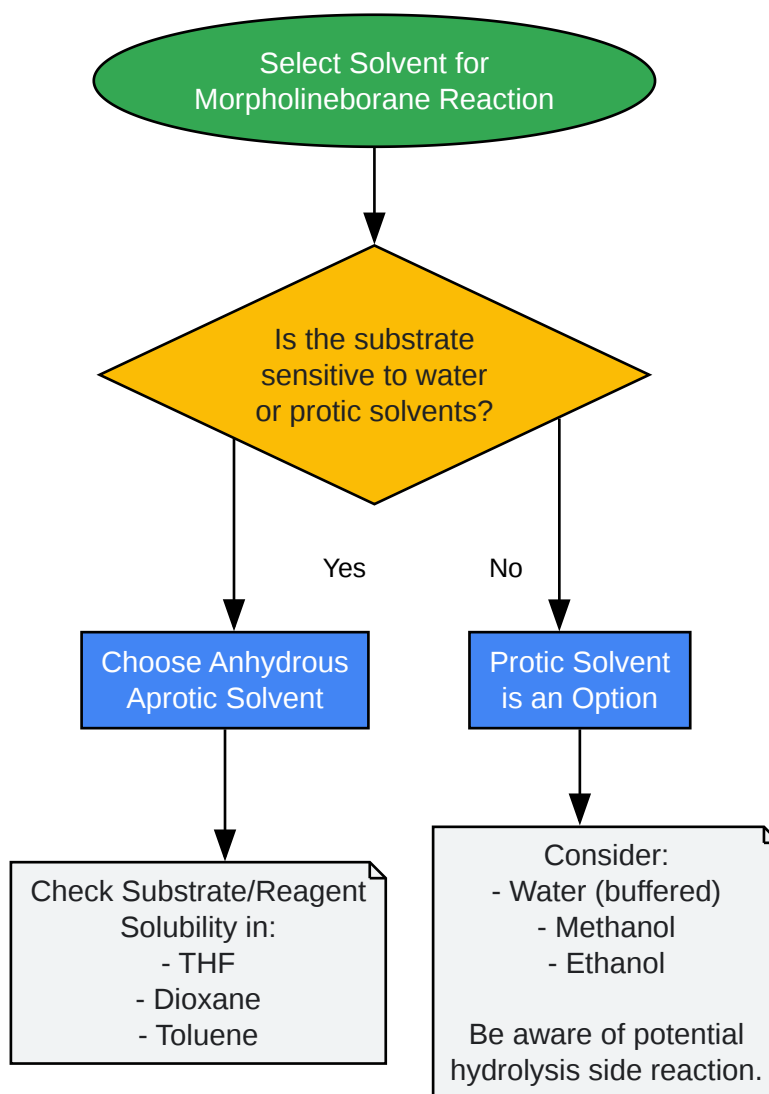 Select Solvent for
Morpholineborane Reaction
Is the substrate
sensitive to water
or protic solvents?
Yes
No
Choose Anhydrous
Aprotic Solvent
Protic Solvent
is an Option
Check Substrate/Reagent
Solubility in:
- THF
- Dioxane
- Toluene
Consider:
- Water (buffered)
- Methanol
- Ethanol
Be aware of potential
hydrolysis side reaction.